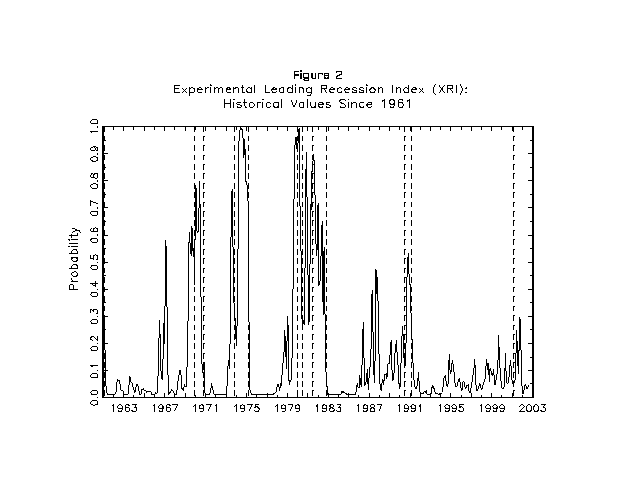 Figure 2
Experimental Leading Recession Index (XRI):
Historical Values Since 1961
Probability
1.0
0.9
0.8
0.7
0.6
0.5
0.4
0.3
0.2
0.1
0.0
1963 1967 1971 1975 1979 1983 1987 1991 1995 1999 2003